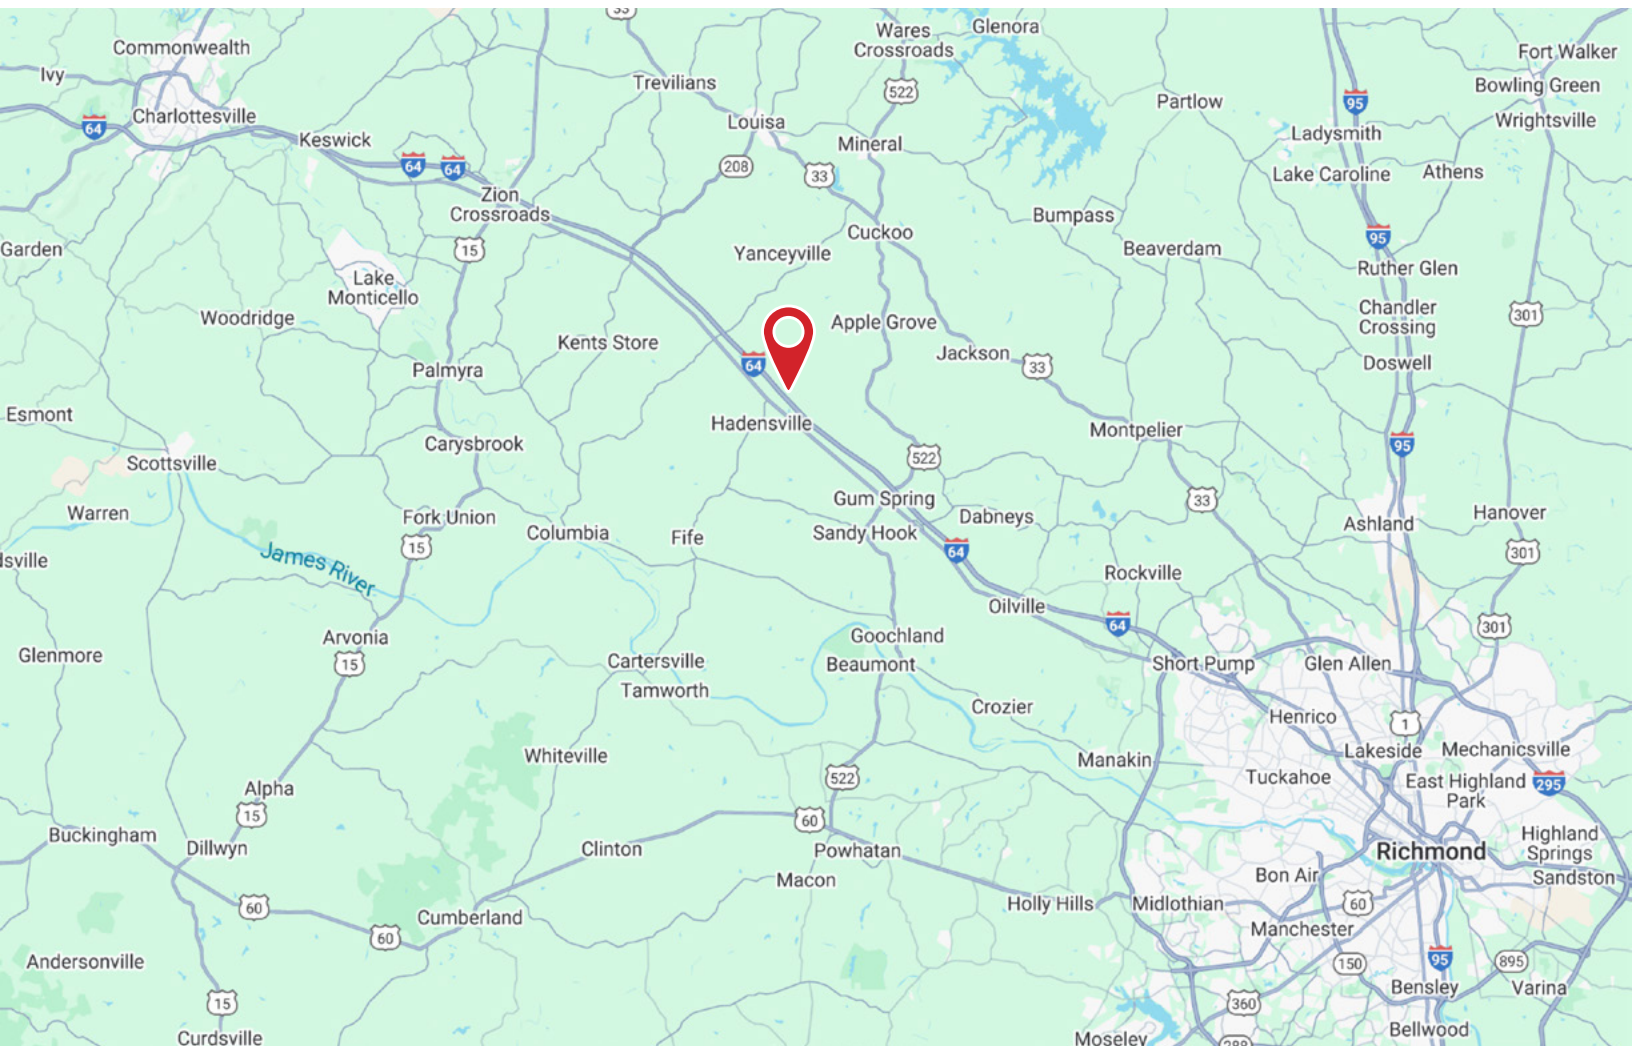 33
Wares
Crossroads
Glenora
Commonwealth
Fort Walker
Ivy
Trevilians
Bowling Green
522
Partlow
95
Charlottesville
Louisa
Wrightsville
64
Keswick
Mineral
Ladysmith
64
64
208
33
Lake Caroline
Athens
Zion
Crossroads
Bumpass
Cuckoo
95
15
Garden
Yanceyville
Beaverdam
Ruther Glen
Lake
Monticello
Woodridge
Apple Grove
Chandler
Crossing
301
Kents Store
Jackson
33
64
Doswell
Palmyra
Esmont
Hadensville
Montpelier
Carysbrook
95
Scottsville
522
Gum Spring
33
Warren
Fork Union
Dabneys
Ashland
Hanover
Columbia
Fife
Sandy Hook
15
64
301
James River
Isville
Rockville
Oilville
64
301
Arvonia
Goochland
15
Glenmore
Cartersville
Beaumont
Short Pump
Glen Allen
Tamworth
Crozier
Henrico
1
Whiteville
Manakin
Lakeside
Mechanicsville
522
Tuckahoe
East Highland
Park
295
Alpha
15
60
Buckingham
Dillwyn
Clinton
Powhatan
Richmond
Highland
Springs
Macon
Bon Air
Sandston
60
Cumberland
Holly Hills
Midlothian
60
60
Manchester
Andersonville
150
95
895
Bensley
Varina
15
360
Curdsville
Moseley
288
Bellwood